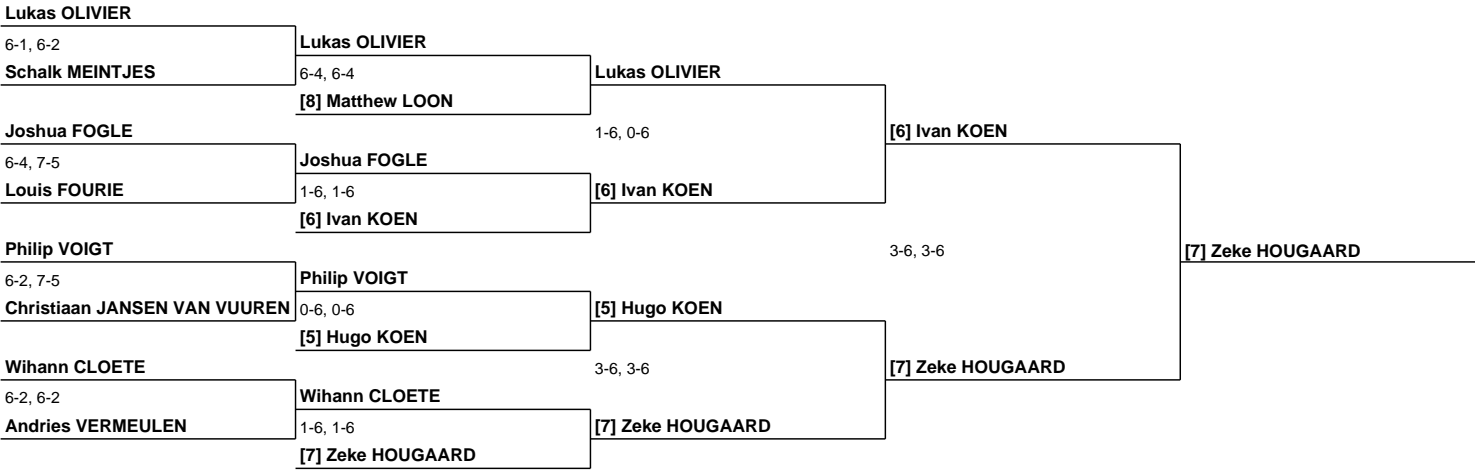 Lukas OLIVIER
6-1, 6-2
Lukas OLIVIER
Schalk MEINTJES
6-4, 6-4
Lukas OLIVIER
[8] Matthew LOON
Joshua FOGLE
1-6, 0-6
[6] Ivan KOEN
6-4, 7-5
Joshua FOGLE
Louis FOURIE
1-6, 1-6
[6] Ivan KOEN
[6] Ivan KOEN
Philip VOIGT
3-6, 3-6
[7] Zeke HOUGAARD
6-2, 7-5
Philip VOIGT
Christiaan JANSEN VAN VUUREN
0-6, 0-6
[5] Hugo KOEN
[5] Hugo KOEN
Wihann CLOETE
3-6, 3-6
[7] Zeke HOUGAARD
6-2, 6-2
Wihann CLOETE
Andries VERMEULEN
1-6, 1-6
[7] Zeke HOUGAARD
[7] Zeke HOUGAARD